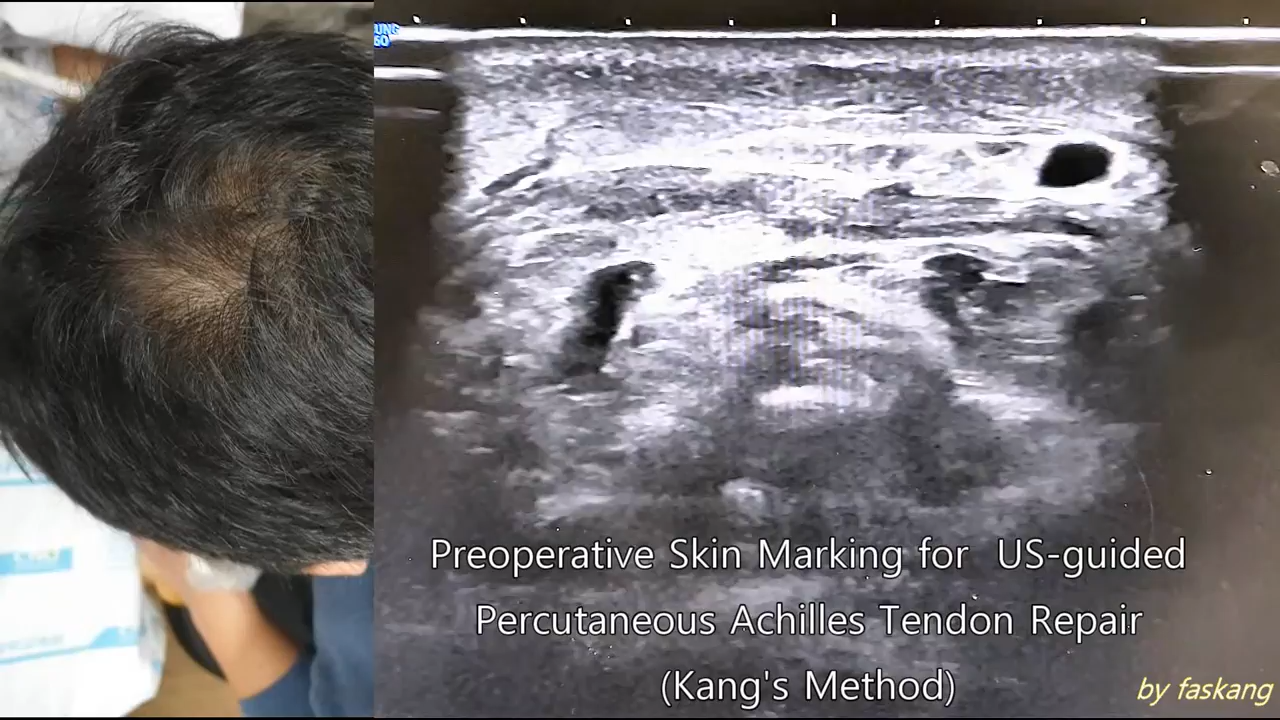 Preoperative Skin Marking for US-guided
Percutaneous Achilles Tendon Repair
(Kang's Method)
by faskang